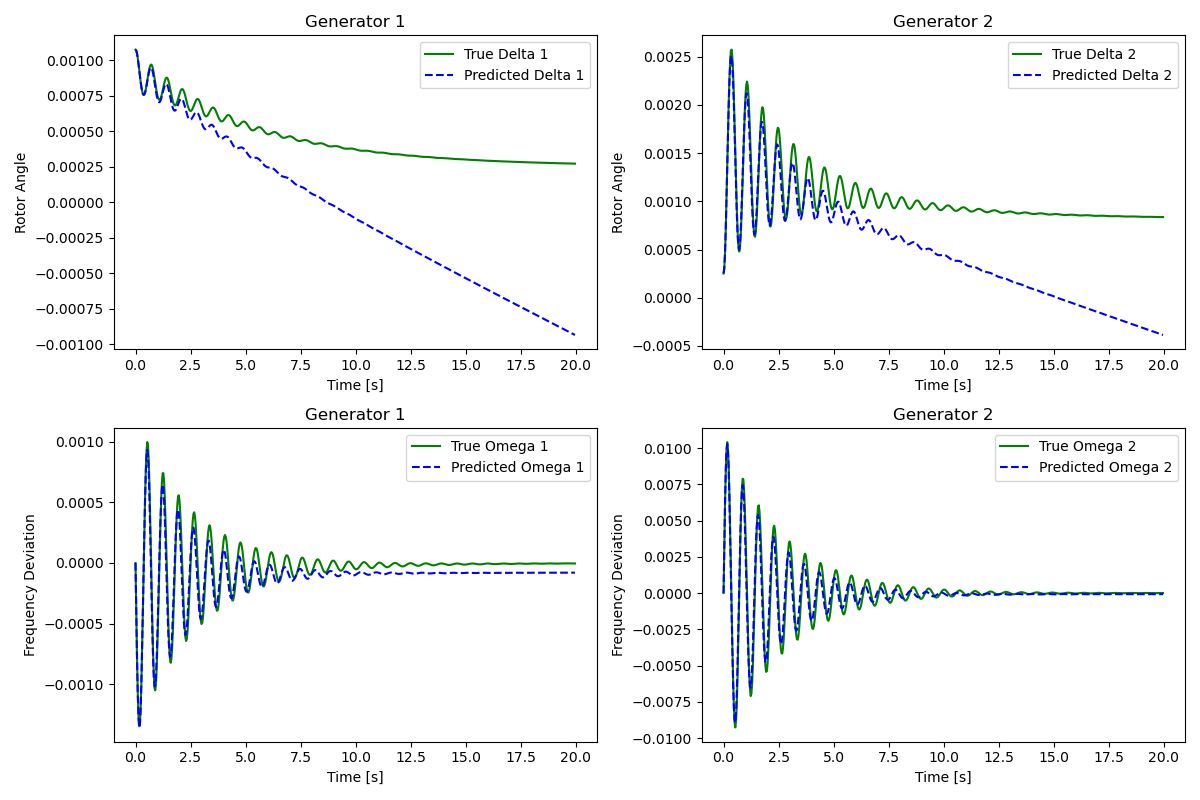 Generator 1
True Delta 1
Predicted Delta 1
0.00100
0.00075
0.00050
0.00025
0.00000
−0.00025
−0.00050
−0.00075
−0.00100
Rotor Angle
0.0 2.5 5.0 7.5 10.0 12.5 15.0 17.5 20.0
Time [s]
Generator 2
True Delta 2
Predicted Delta 2
0.0025
0.0020
0.0015
0.0010
0.0005
0.0000
−0.0005
Rotor Angle
0.0 2.5 5.0 7.5 10.0 12.5 15.0 17.5 20.0
Time [s]
Generator 1
True Omega 1
Predicted Omega 1
0.0010
0.0005
0.0000
−0.0005
−0.0010
Frequency Deviation
0.0 2.5 5.0 7.5 10.0 12.5 15.0 17.5 20.0
Time [s]
Generator 2
True Omega 2
Predicted Omega 2
0.0100
0.0075
0.0050
0.0025
0.0000
−0.0025
−0.0050
−0.0075
−0.0100
Frequency Deviation
0.0 2.5 5.0 7.5 10.0 12.5 15.0 17.5 20.0
Time [s]